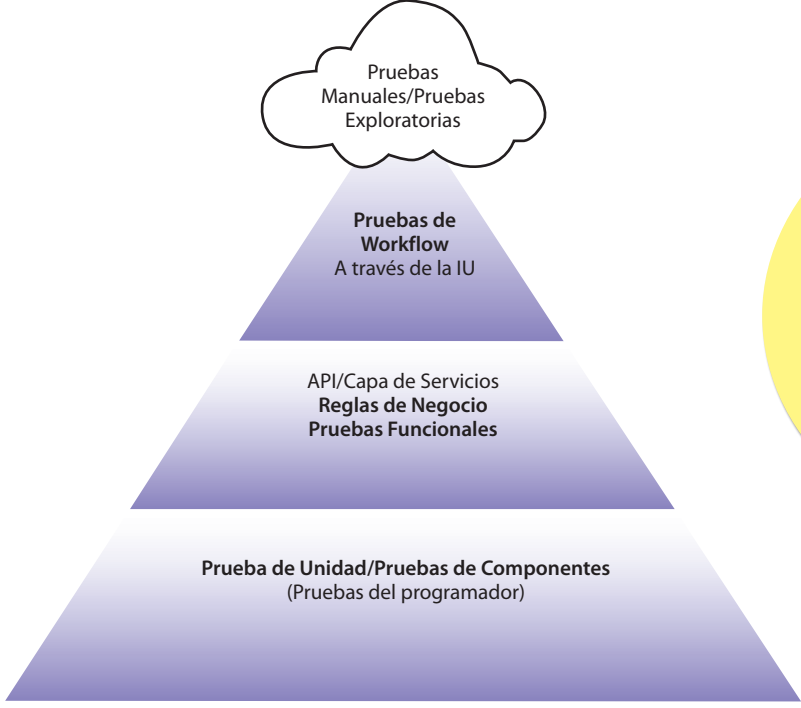 Pruebas
Manuales/Pruebas
Exploratorias
Pruebas de
Workflow
A través de la IU
API/Capa de Servicios
Reglas de Negocio
Pruebas Funcionales
Prueba de Unidad/Pruebas de Componentes
(Pruebas del programador)